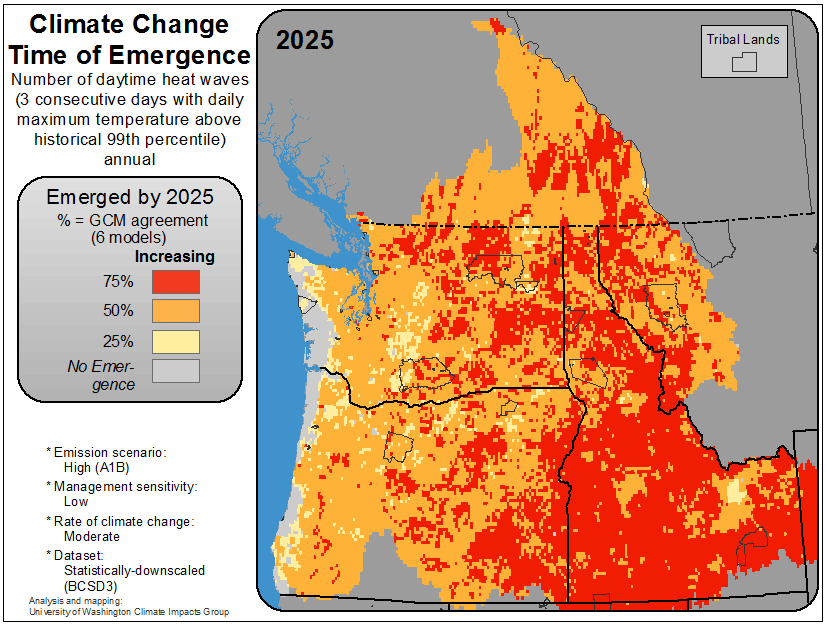 Climate Change
Time of Emergence
Number of daytime heat waves
(3 consecutive days with daily
maximum temperature above
historical 99th percentile)
annual
Emerged by 2025
% = GCM agreement
(6 models)
Increasing
75%
50%
25%
No Emer-
gence
* Emission scenario:
High (A1B)
* Management sensitivity:
Low
* Rate of climate change:
Moderate
* Dataset:
Statistically-downscaled
(BCSD3)
Analysis and mapping:
University of Washington Climate Impacts Group
2025
Tribal Lands